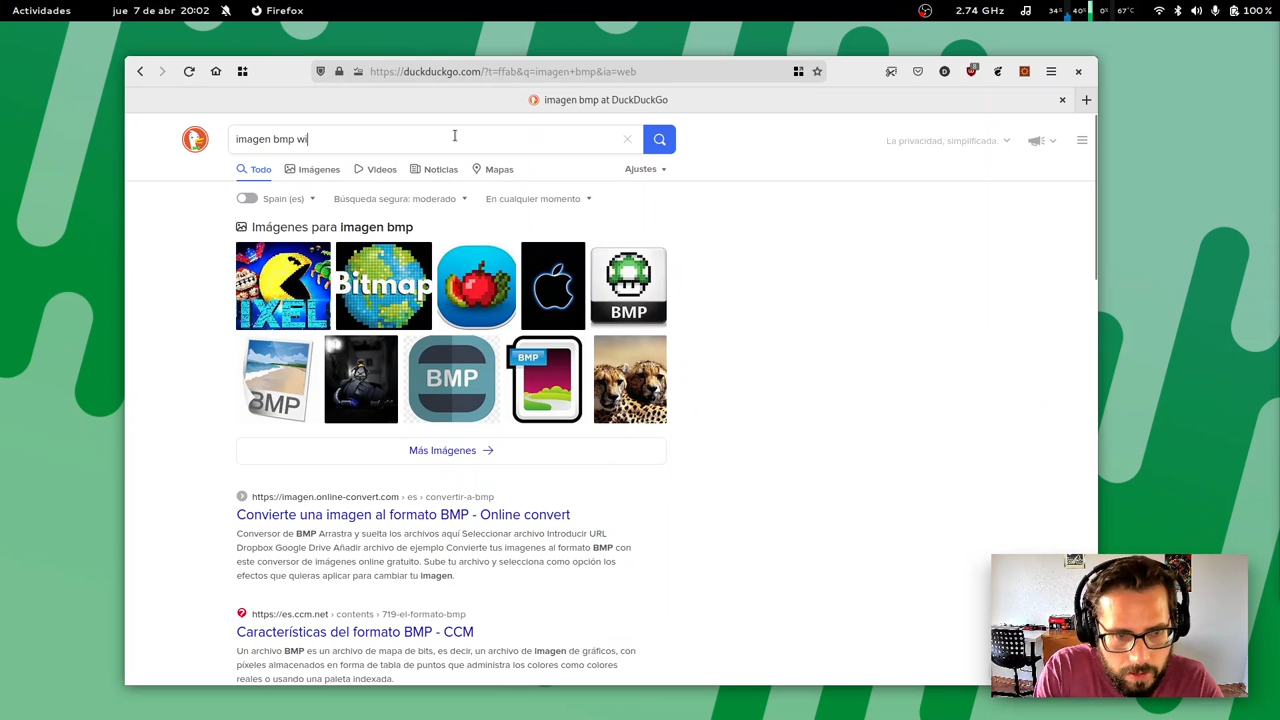 Actividades
jue 7 de abr 20:02
Firefox
2.74 GHz
34%
40%
0%
67°C
100 %
https://duckduckgo.com/?t=ffab&q=imagen+bmp&ia=web
8
imagen bmp at DuckDuckGo
imagen bmp wi
La privacidad, simplificada.
Todo
Imágenes
Videos
Noticias
Mapas
Ajustes
Spain (es)
Búsqueda segura: moderado
En cualquier momento
Imágenes para imagen bmp
IXEL
Bitmap
BMP
BMP
BMP
BMP
Más Imágenes
https://imagen.online-convert.com › es › convertir-a-bmp
Convierte una imagen al formato BMP - Online convert
Conversor de BMP Arrastra y suelta los archivos aquí Seleccionar archivo Introducir URL
Dropbox Google Drive Añadir archivo de ejemplo Convierte tus imagenes al formato BMP con
este conversor de imágenes online gratuito. Sube tu archivo y selecciona como opción los
efectos que quieras aplicar para cambiar tu imagen.
https://es.ccm.net › contents › 719-el-formato-bmp
Características del formato BMP - CCM
Un archivo BMP es un archivo de mapa de bits, es decir, un archivo de imagen de gráficos, con
píxeles almacenados en forma de tabla de puntos que administra los colores como colores
reales o usando una paleta indexada.